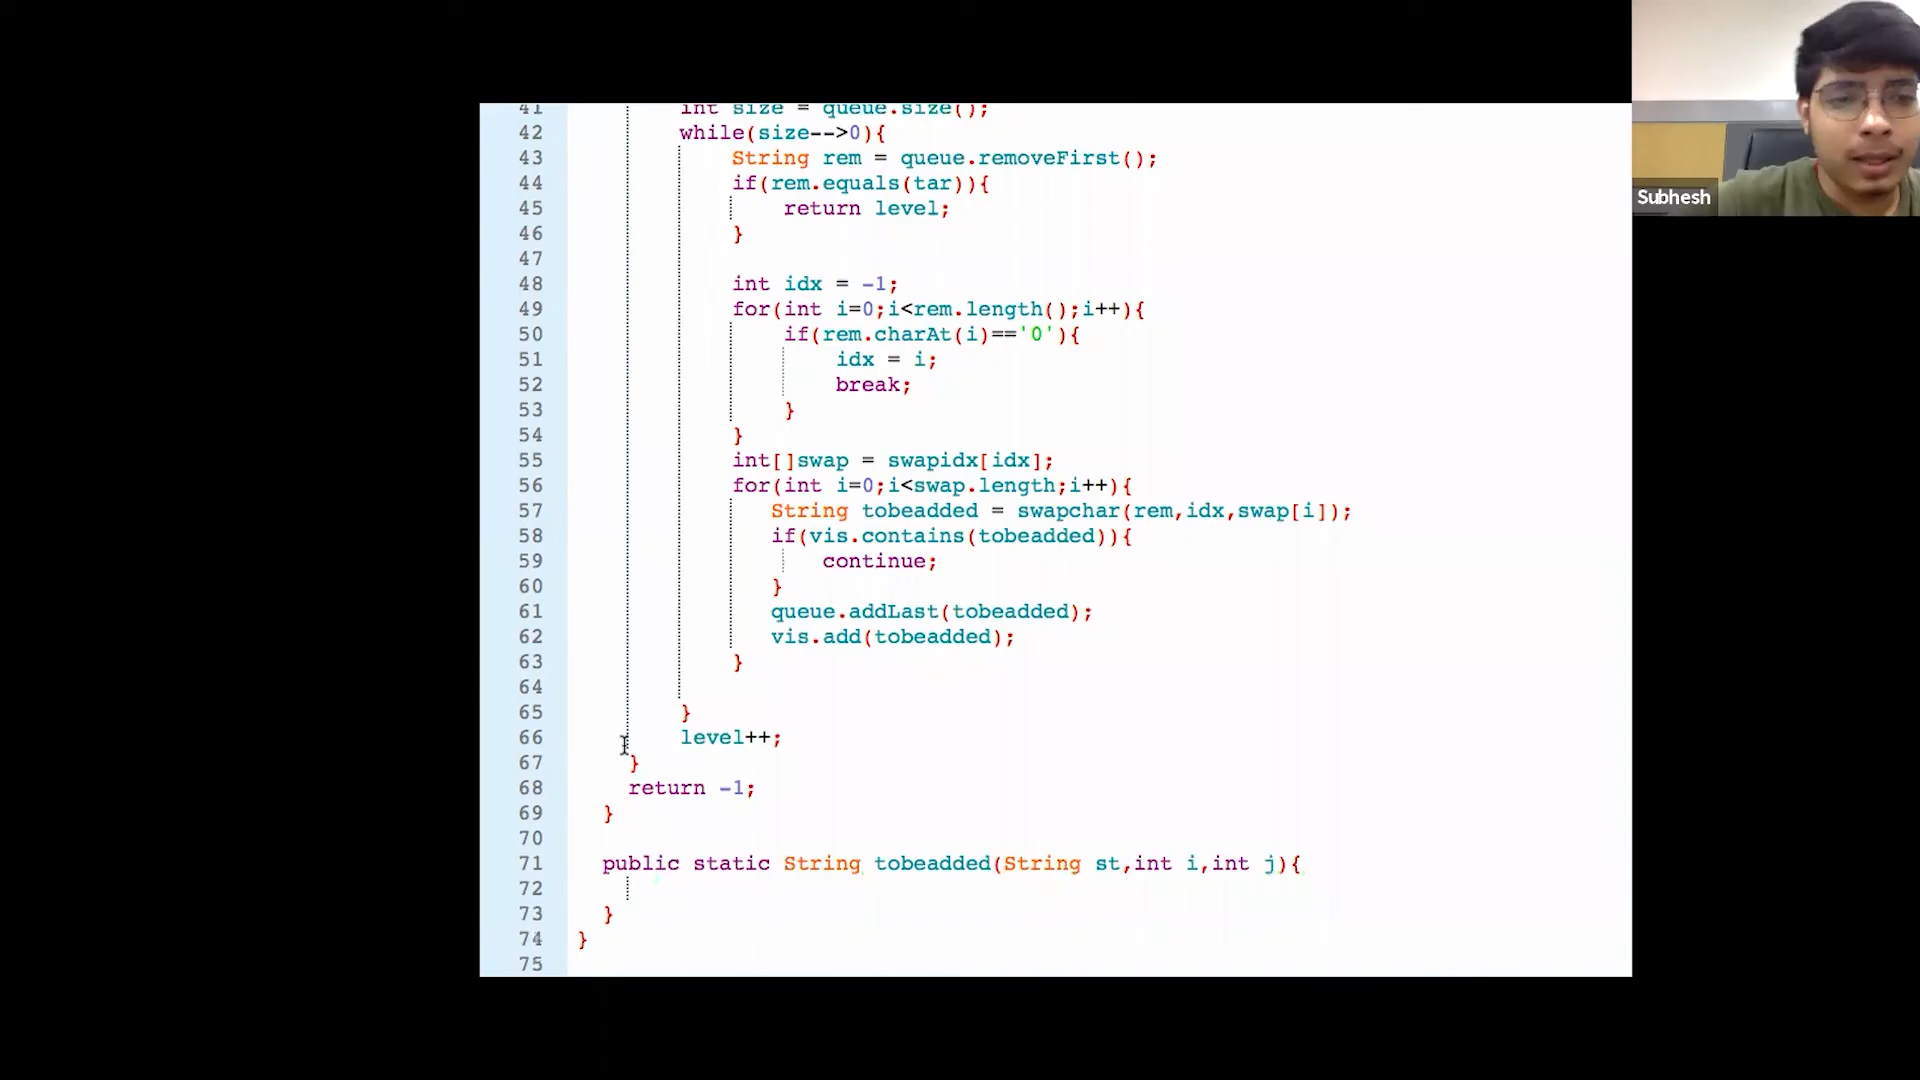 41 int size = queue.size();
42 while(size-->0){
43 String rem = queue.removeFirst();
44 if(rem.equals(tar)){
45 return level;
46 }
47
48 int idx = -1;
49 for(int i=0;i<rem.length();i++){
50 if(rem.charAt(i)=='0'){
51 idx = i;
52 break;
53 }
54 }
55 int[]swap = swapidx[idx];
56 for(int i=0;i<swap.length;i++){
57 String tobeadded = swapchar(rem,idx,swap[i]);
58 if(vis.contains(tobeadded)){
59 continue;
60 }
61 queue.addLast(tobeadded);
62 vis.add(tobeadded);
63 }
64
65 }
66 level++;
67 }
68 return -1;
69 }
70
71 public static String tobeadded(String st,int i,int j){
72
73 }
74 }
75
Subhesh